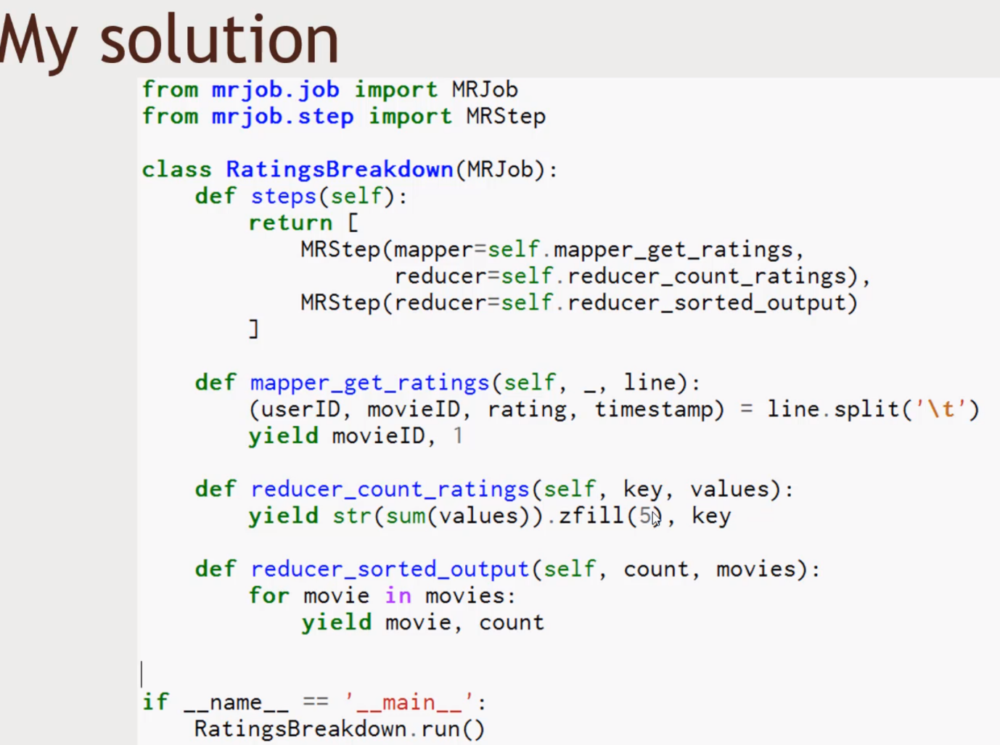 My solution
from mrjob.job import MRJob
from mrjob.step import MRStep

class RatingsBreakdown(MRJob):
    def steps(self):
        return [
            MRStep(mapper=self.mapper_get_ratings,
                   reducer=self.reducer_count_ratings),
            MRStep(reducer=self.reducer_sorted_output)
        ]

    def mapper_get_ratings(self, _, line):
        (userID, movieID, rating, timestamp) = line.split('\t')
        yield movieID, 1

    def reducer_count_ratings(self, key, values):
        yield str(sum(values)).zfill(5), key

    def reducer_sorted_output(self, count, movies):
        for movie in movies:
            yield movie, count

if __name__ == '__main__':
    RatingsBreakdown.run()